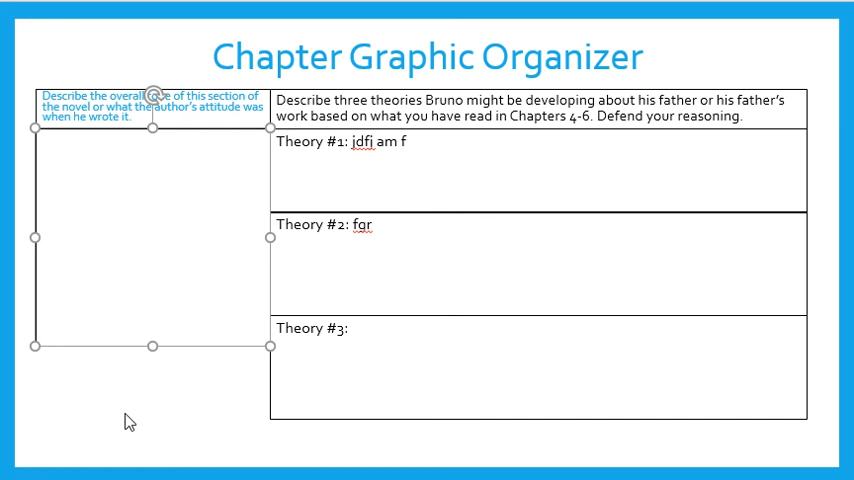 Chapter Graphic Organizer
Describe the overall tone of this section of
the novel or what the author's attitude was
when he wrote it.
Describe three theories Bruno might be developing about his father or his father's
work based on what you have read in Chapters 4-6. Defend your reasoning.
Theory #1: jdfj am f
Theory #2: fgr
Theory #3: